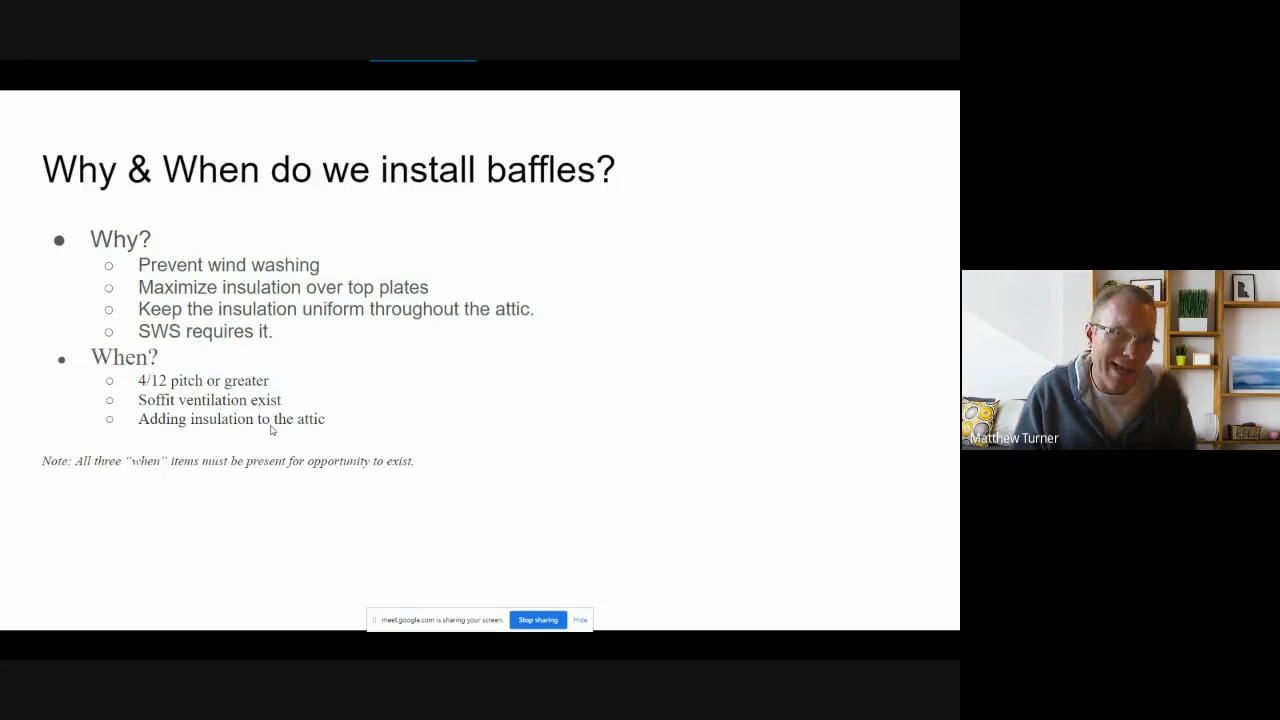 Why & When do we install baffles?
● Why?
○ Prevent wind washing
○ Maximize insulation over top plates
○ Keep the insulation uniform throughout the attic.
○ SWS requires it.
● When?
○ 4/12 pitch or greater
○ Soffit ventilation exist
○ Adding insulation to the attic
Note: All three “when” items must be present for opportunity to exist.
meet.google.com is sharing your screen. Stop sharing Hide
Matthew Turner